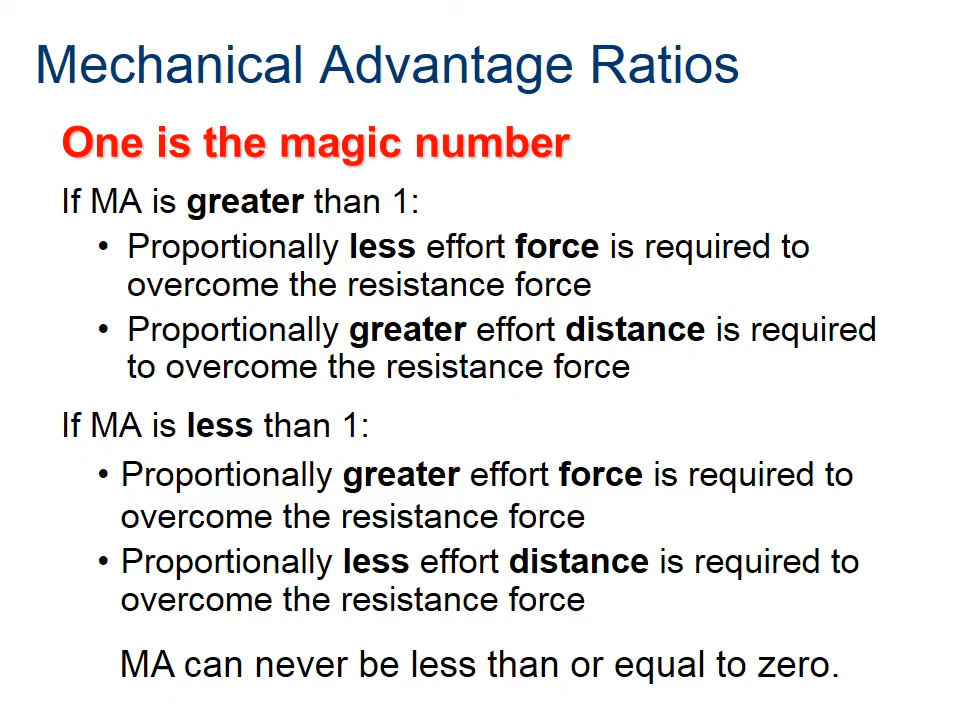 Mechanical Advantage Ratios
One is the magic number
If MA is greater than 1:
• Proportionally less effort force is required to
overcome the resistance force
• Proportionally greater effort distance is required
to overcome the resistance force
If MA is less than 1:
• Proportionally greater effort force is required to
overcome the resistance force
• Proportionally less effort distance is required to
overcome the resistance force
MA can never be less than or equal to zero.